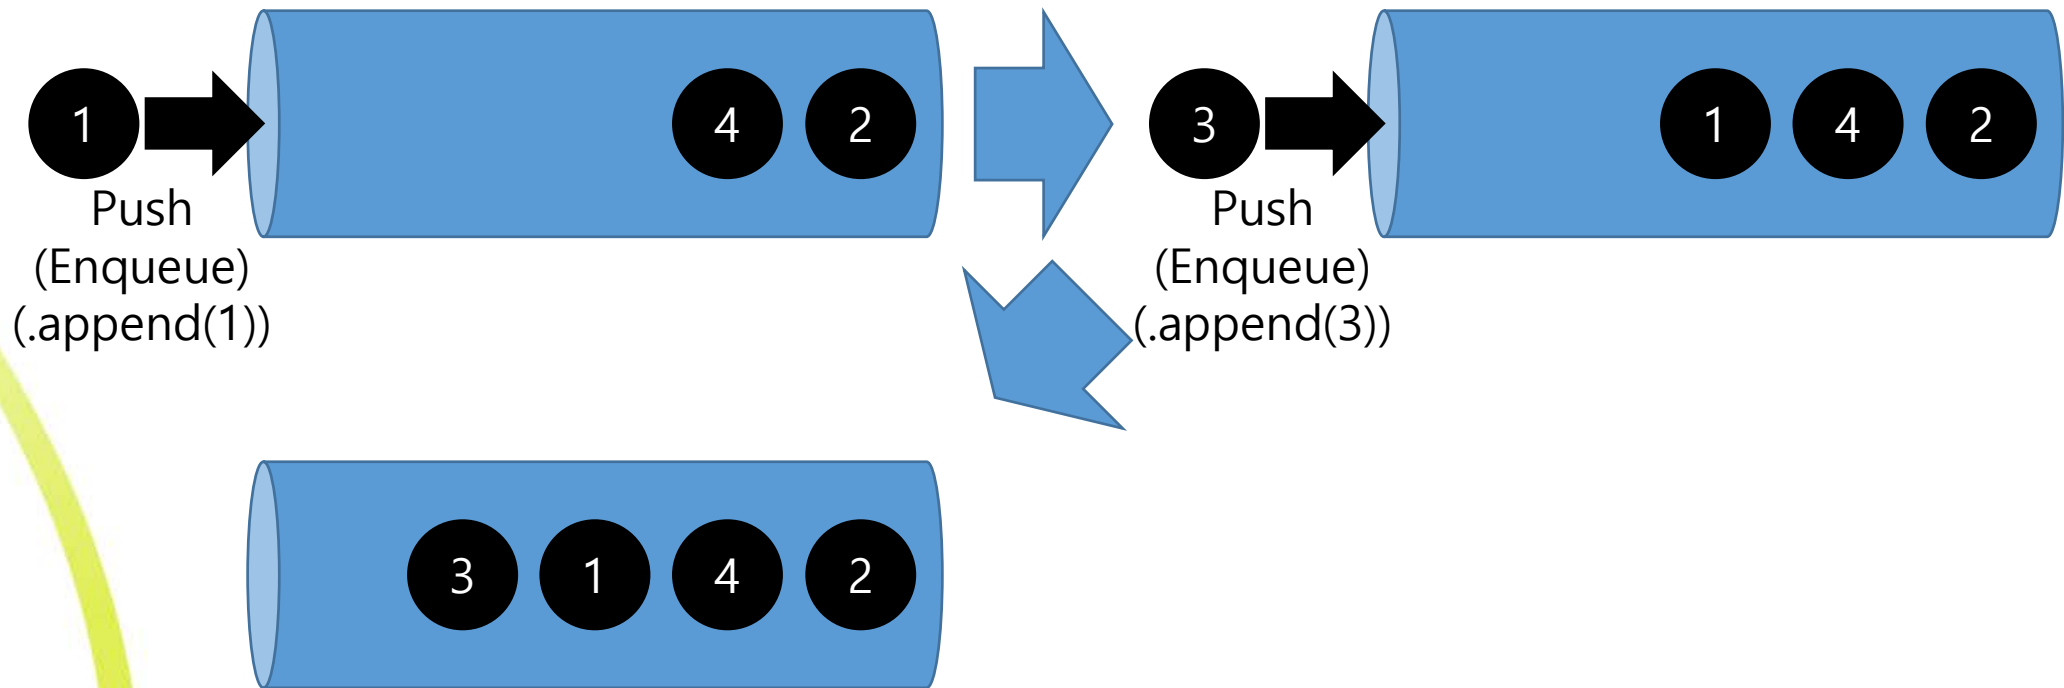 1
4 2
Push
(Enqueue)
(.append(1))
3
1 4 2
Push
(Enqueue)
(.append(3))
3 1 4 2